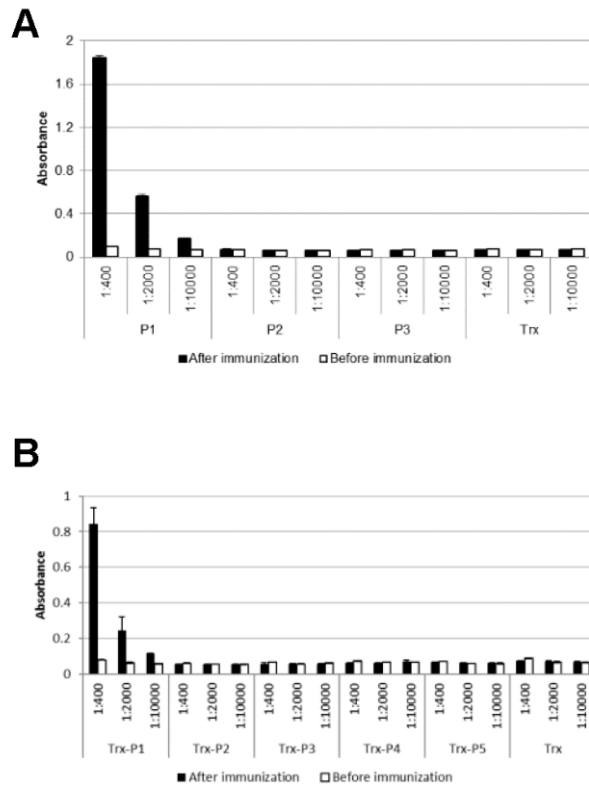 A
2
1.6
1.2
0.8
0.4
0
Absorbance
1:400 1:2000 1:10000 1:400 1:2000 1:10000 1:400 1:2000 1:10000 1:400 1:2000 1:10000
P1 P2 P3 Trx
After immunization Before immunization
B
1
0.8
0.6
0.4
0.2
0
Absorbance
1:400 1:2000 1:10000 1:400 1:2000 1:10000 1:400 1:2000 1:10000 1:400 1:2000 1:10000 1:400 1:2000 1:10000 1:400 1:2000 1:10000
Trx-P1 Trx-P2 Trx-P3 Trx-P4 Trx-P5 Trx
After immunization Before immunization